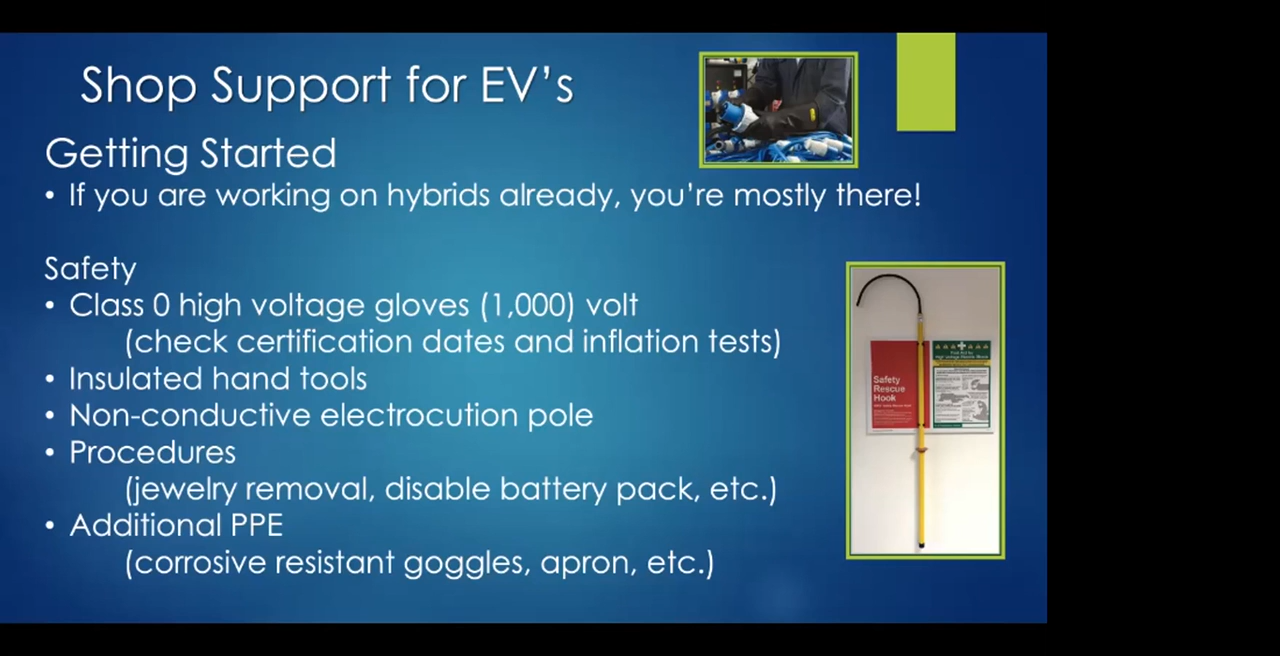 Shop Support for EV’s
Getting Started
• If you are working on hybrids already, you’re mostly there!
Safety
• Class 0 high voltage gloves (1,000) volt
(check certification dates and inflation tests)
• Insulated hand tools
• Non-conductive electrocution pole
• Procedures
(jewelry removal, disable battery pack, etc.)
• Additional PPE
(corrosive resistant goggles, apron, etc.)
Safety
Rescue
Hook